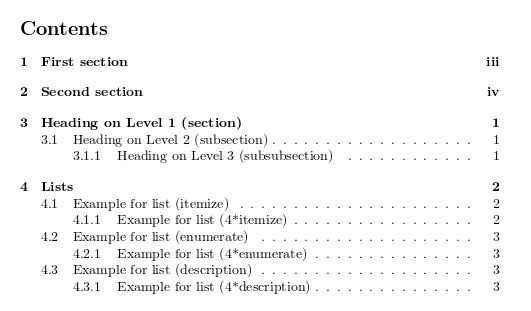 Contents
1 First section iii
2 Second section iv
3 Heading on Level 1 (section) 1
3.1 Heading on Level 2 (subsection) . . . . . . . . . . . . . . . . . . . 1
3.1.1 Heading on Level 3 (subsubsection) . . . . . . . . . . . . 1
4 Lists 2
4.1 Example for list (itemize) . . . . . . . . . . . . . . . . . . . . . . 2
4.1.1 Example for list (4*itemize) . . . . . . . . . . . . . . . . . 2
4.2 Example for list (enumerate) . . . . . . . . . . . . . . . . . . . . 3
4.2.1 Example for list (4*enumerate) . . . . . . . . . . . . . . . 3
4.3 Example for list (description) . . . . . . . . . . . . . . . . . . . . 3
4.3.1 Example for list (4*description) . . . . . . . . . . . . . . . 3